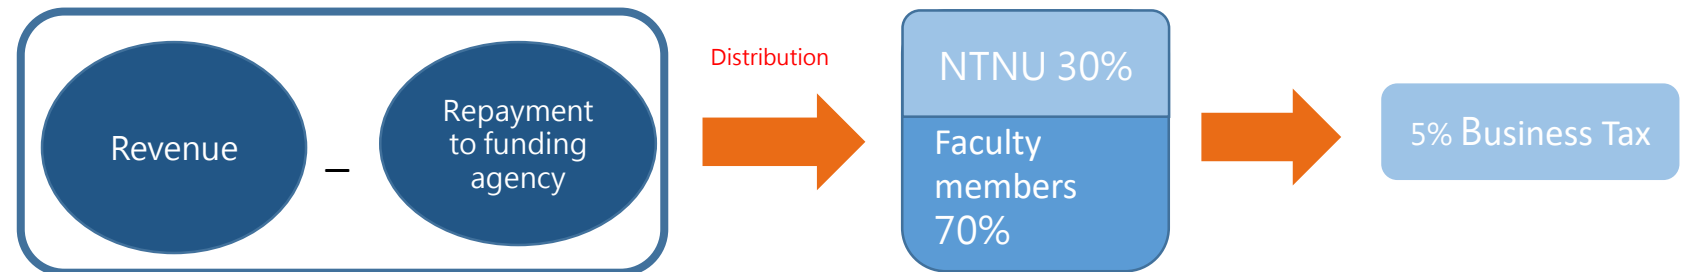 Revenue
–
Repayment
to funding
agency
Distribution
NTNU 30%
Faculty
members
70%
5% Business Tax